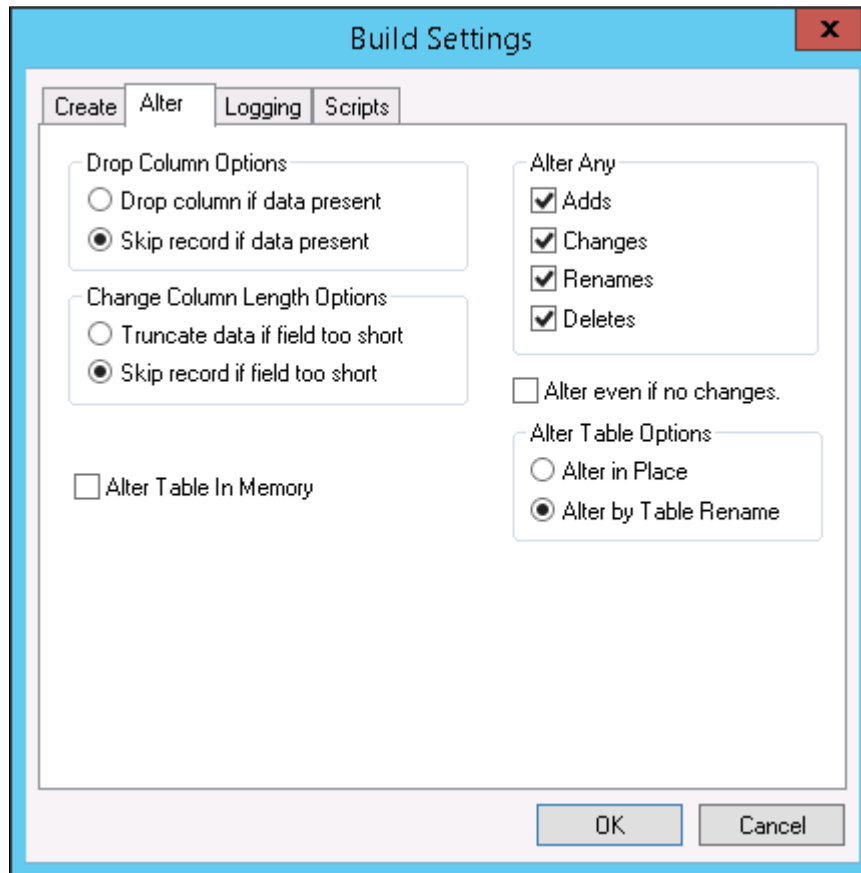 Build Settings
x
Create Alter Logging Scripts
Drop Column Options
Drop column if data present
Skip record if data present
Change Column Length Options
Truncate data if field too short
Skip record if field too short
Alter Table In Memory
Alter Any
Adds
Changes
Renames
Deletes
Alter even if no changes.
Alter Table Options
Alter in Place
Alter by Table Rename
OK Cancel